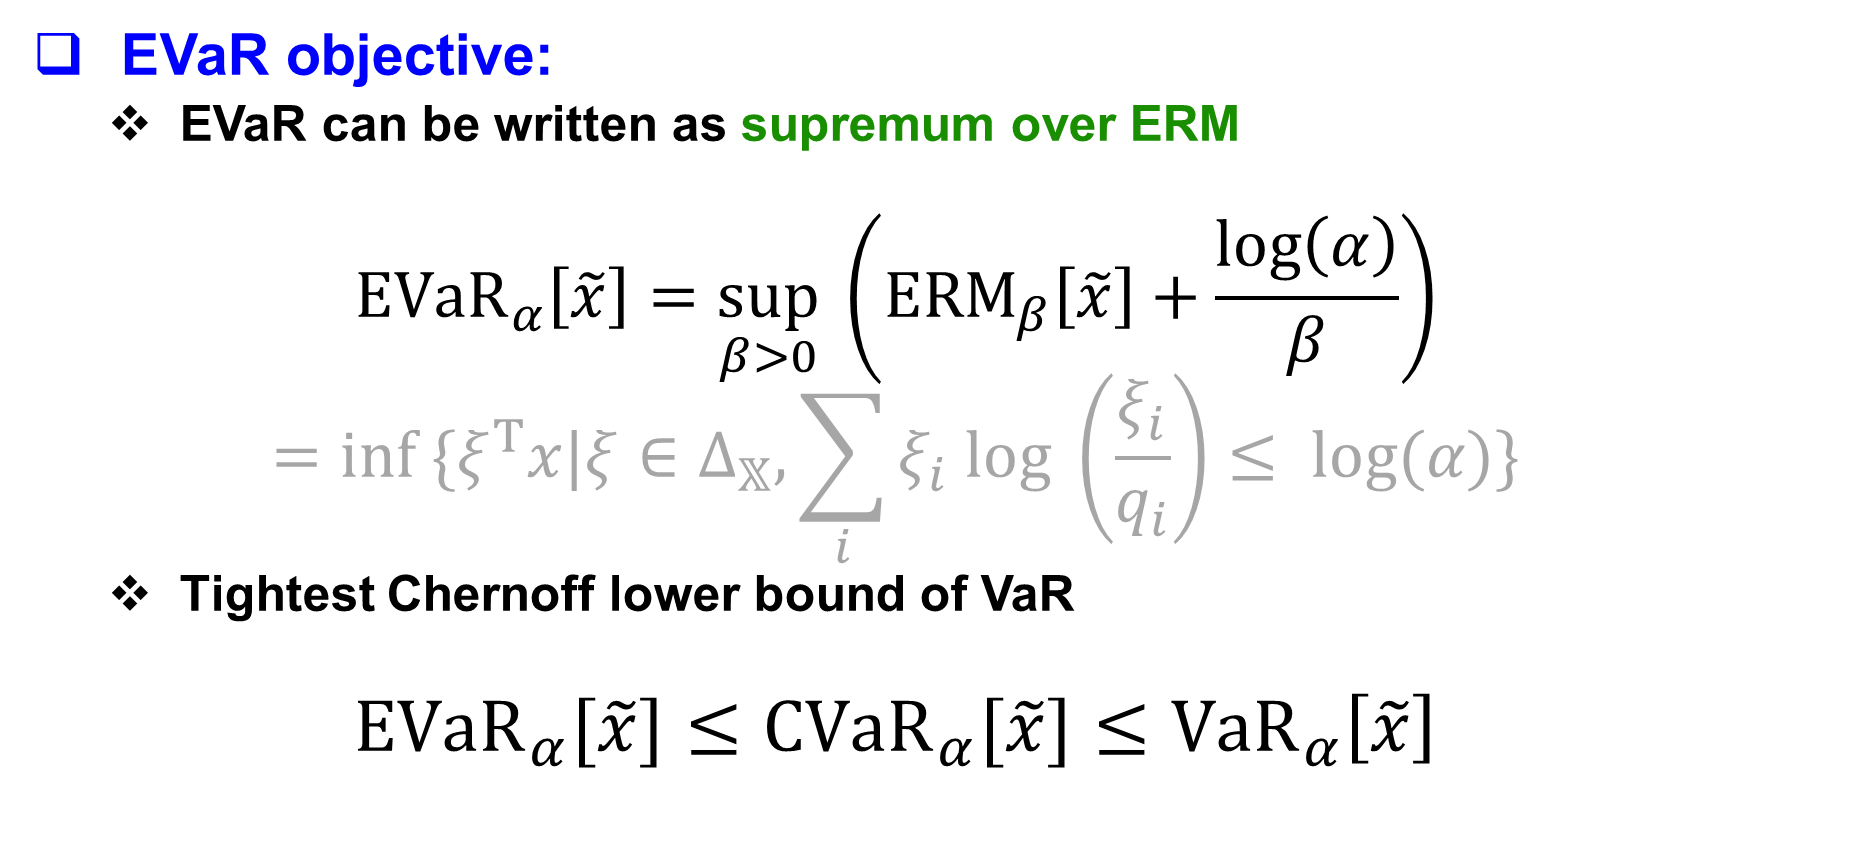 ❑ EVaR objective:
❖ EVaR can be written as supremum over ERM
EVaR_α[x̃] = sup_{β>0} (ERM_β[x̃] + log(α)/β)
= inf {ξᵀx|ξ ∈ Δ_𝕏, ∑_i ξ_i log (ξ_i/q_i) ≤ log(α)}
❖ Tightest Chernoff lower bound of VaR
EVaR_α[x̃] ≤ CVaR_α[x̃] ≤ VaR_α[x̃]